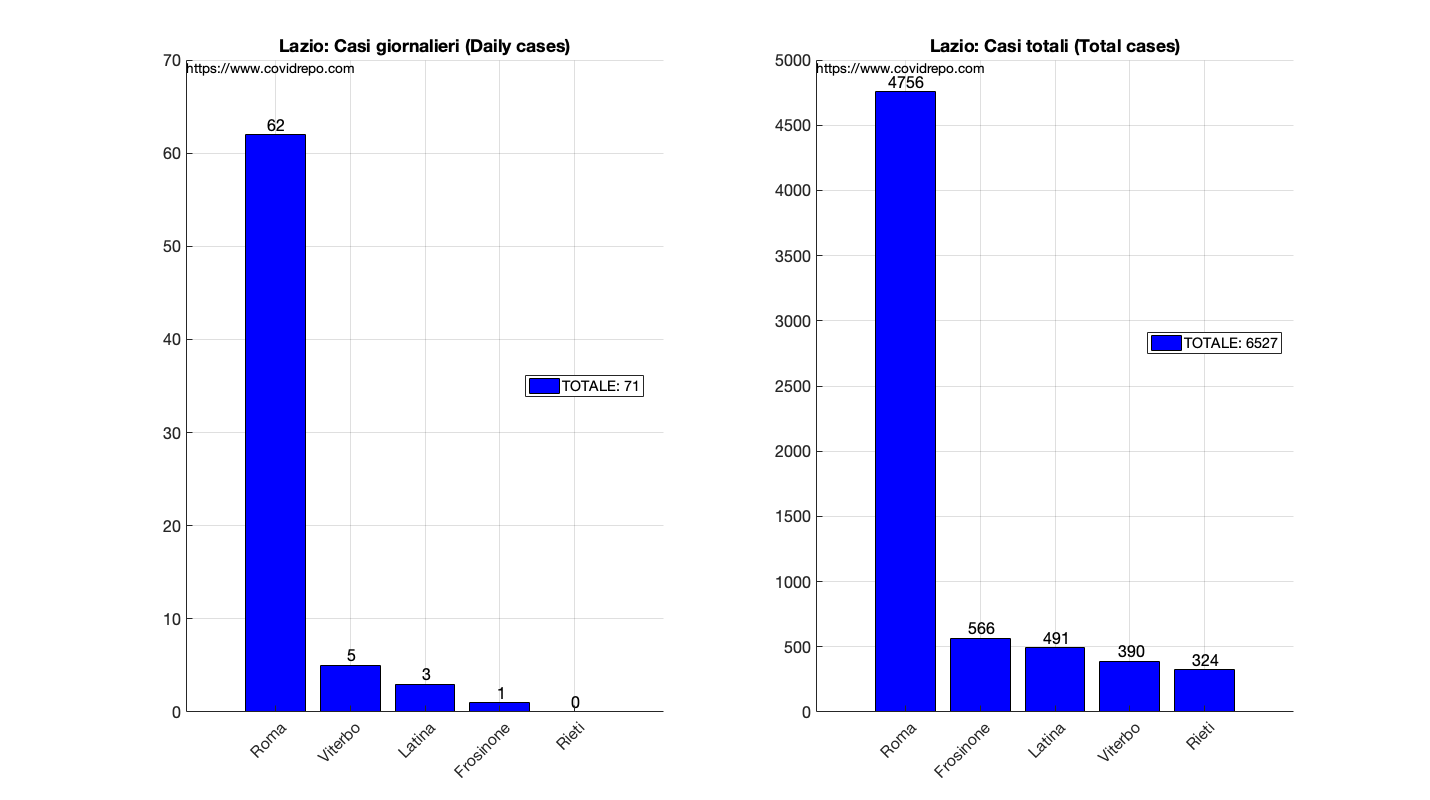 Lazio: Casi giornalieri (Daily cases)
https://www.covidrepo.com
70
60
50
40
30
20
10
0
62
5
3
1
0
TOTALE: 71
Roma
Viterbo
Latina
Frosinone
Rieti
Lazio: Casi totali (Total cases)
https://www.covidrepo.com
5000
4500
4000
3500
3000
2500
2000
1500
1000
500
0
4756
566
491
390
324
TOTALE: 6527
Roma
Frosinone
Latina
Viterbo
Rieti